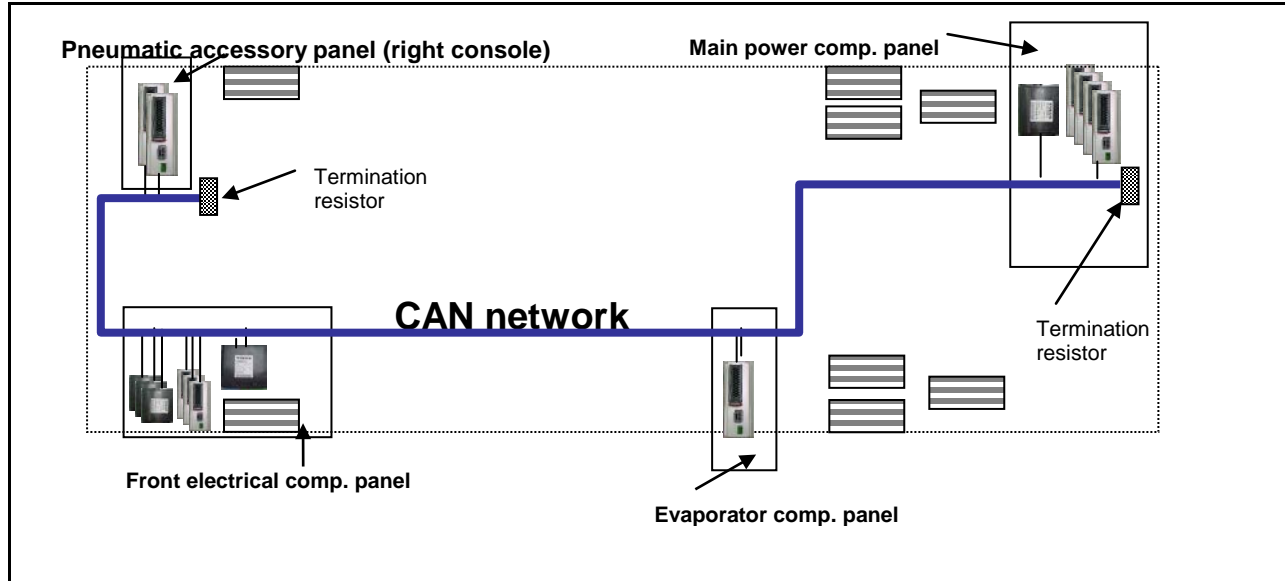 Pneumatic accessory panel (right console)
Main power comp. panel
Termination
resistor
CAN network
Termination
resistor
Front electrical comp. panel
Evaporator comp. panel